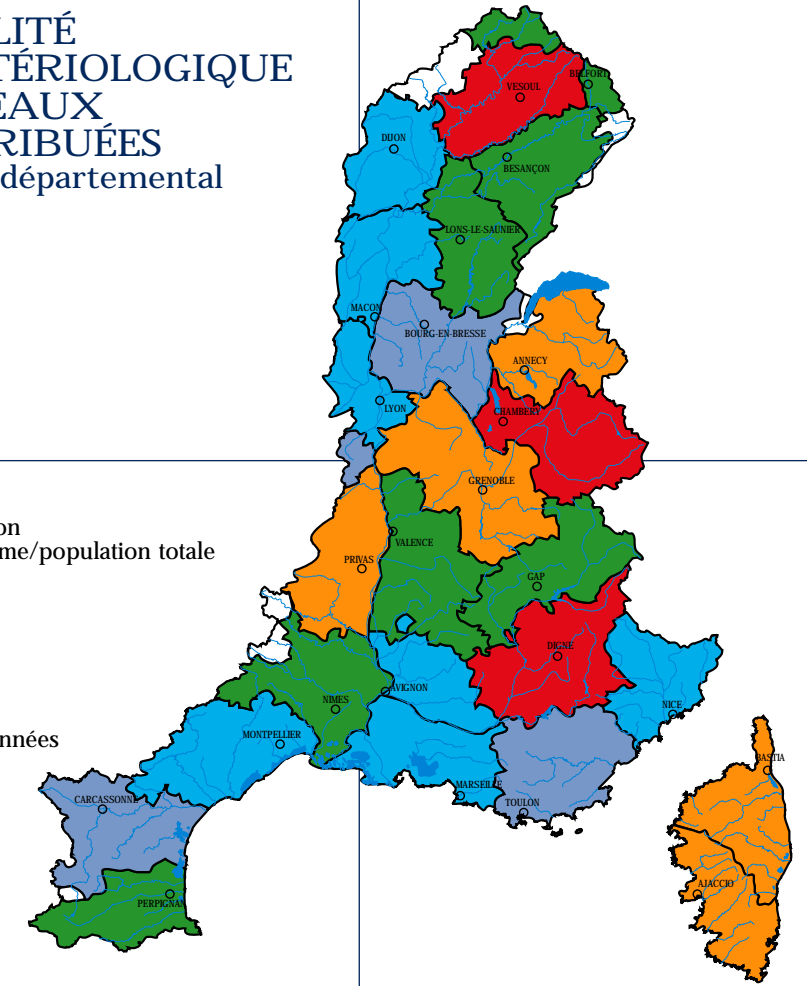 LITÉ
TÉRIOLOGIQUE
EAUX
RIBUÉES
départemental
VESOUL
BELFORT
DIJON
BESANÇON
LONS-LE-SAUNIER
MACON
BOURG-EN-BRESSE
ANNECY
LYON
CHAMBERY
GRENOBLE
on
me/population totale
VALENCE
PRIVAS
GAP
DIGNE
AVIGNON
NIMES
NICE
MONTPELLIER
nnées
BASTIA
MARSEILLE
CARCASSONNE
TOULON
AJACCIO
PERPIGNAN